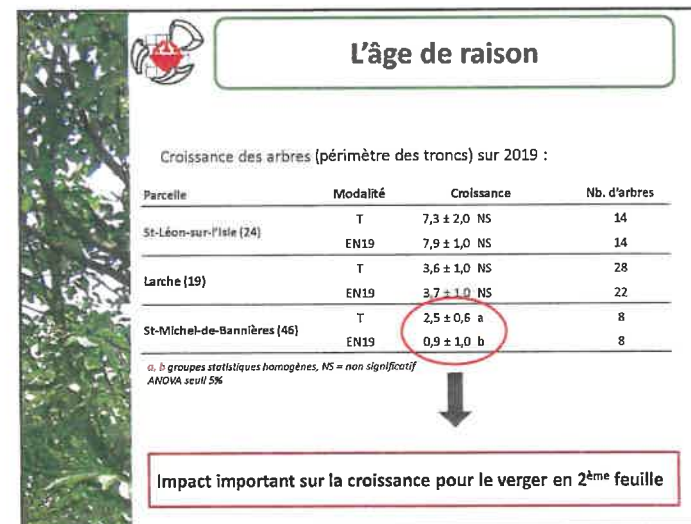 L'âge de raison
Croissance des arbres (périmètre des troncs) sur 2019 :
Parcelle Modalité Croissance Nb. d'arbres
St-Léon-sur-l'Isle (24) T 7,3 ± 2,0 NS 14
EN19 7,9 ± 1,0 NS 14
Larche (19) T 3,6 ± 1,0 NS 28
EN19 3,7 ± 1,0 NS 22
St-Michel-de-Bannières (46) T 2,5 ± 0,6 a 8
EN19 0,9 ± 1,0 b 8
a, b groupes statistiques homogènes, NS = non significatif
ANOVA seuil 5%
Impact important sur la croissance pour le verger en 2ème feuille